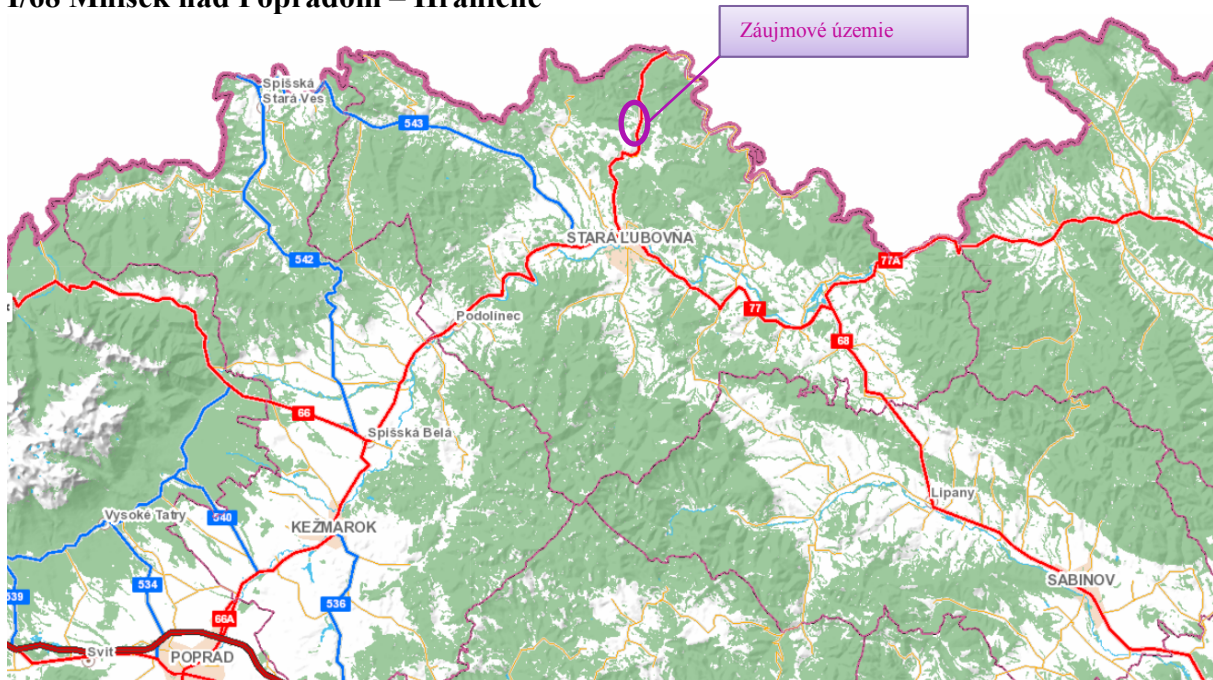 I/68 Mníšek nad Popradom – Hraničné
Záujmové územie
Spišská
Stará Ves
543
STARÁ ĽUBOVŇA
542
77A
77
Podolínec
68
66
Spišská Belá
Lipany
Vysoké Tatry
540
KEŽMAROK
534
539
536
SABINOV
66A
Svit
POPRAD